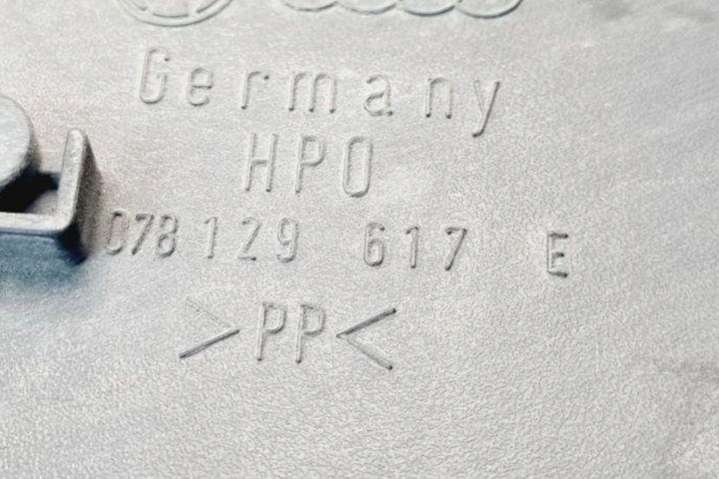 Germany
HPO
078 129 617 E
>PP<